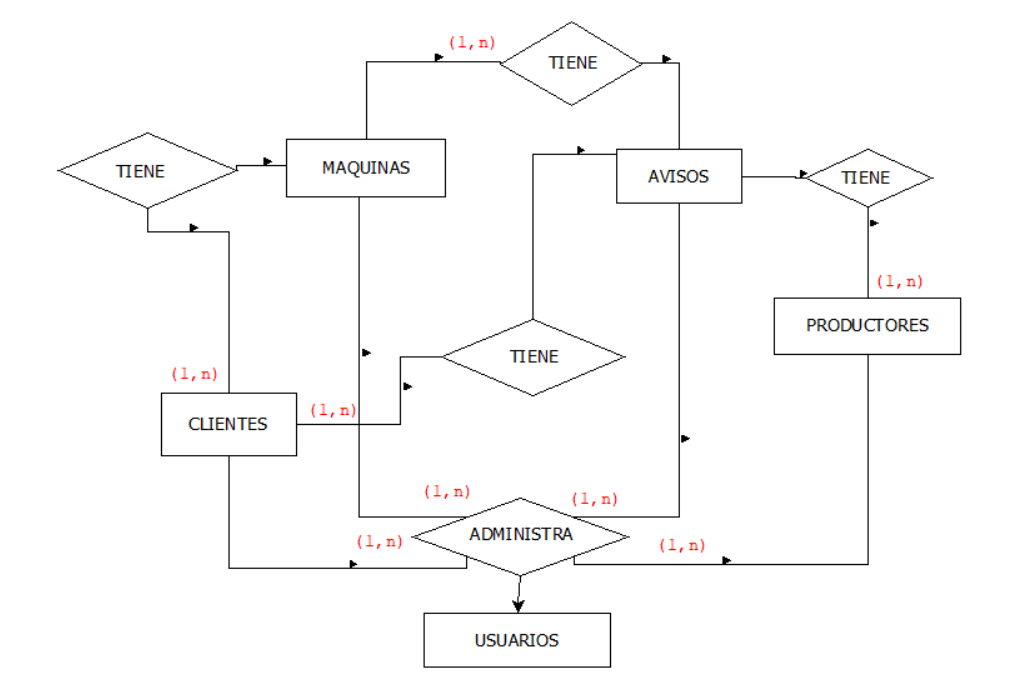 (1,n)
TIENE
TIENE
MAQUINAS
AVISOS
TIENE
(1,n)
PRODUCTORES
TIENE
(1,n)
(1,n)
CLIENTES
(1,n)
(1,n)
ADMINISTRA
(1,n)
(1,n)
USUARIOS